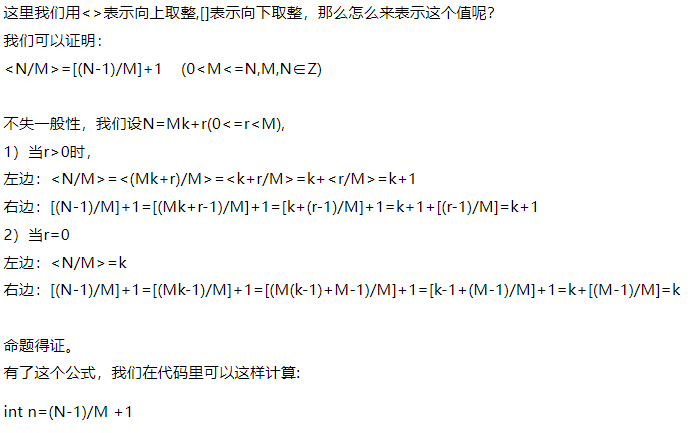 这里我们用<>表示向上取整,[]表示向下取整，那么怎么来表示这个值呢？
我们可以证明：
<N/M>=[(N-1)/M]+1 (0<M<=N,M,N∈Z)
不失一般性，我们设N=Mk+r(0<=r<M),
1）当r>0时，
左边：<N/M>=<(Mk+r)/M>=<k+r/M>=k+<r/M>=k+1
右边：[(N-1)/M]+1=[(Mk+r-1)/M]+1=[k+(r-1)/M]+1=k+1+[(r-1)/M]=k+1
2）当r=0
左边：<N/M>=k
右边：[(N-1)/M]+1=[(Mk-1)/M]+1=[(M(k-1)+M-1)/M]+1=[k-1+(M-1)/M]+1=k+[(M-1)/M]=k
命题得证。
有了这个公式，我们在代码里可以这样计算:
int n=(N-1)/M +1